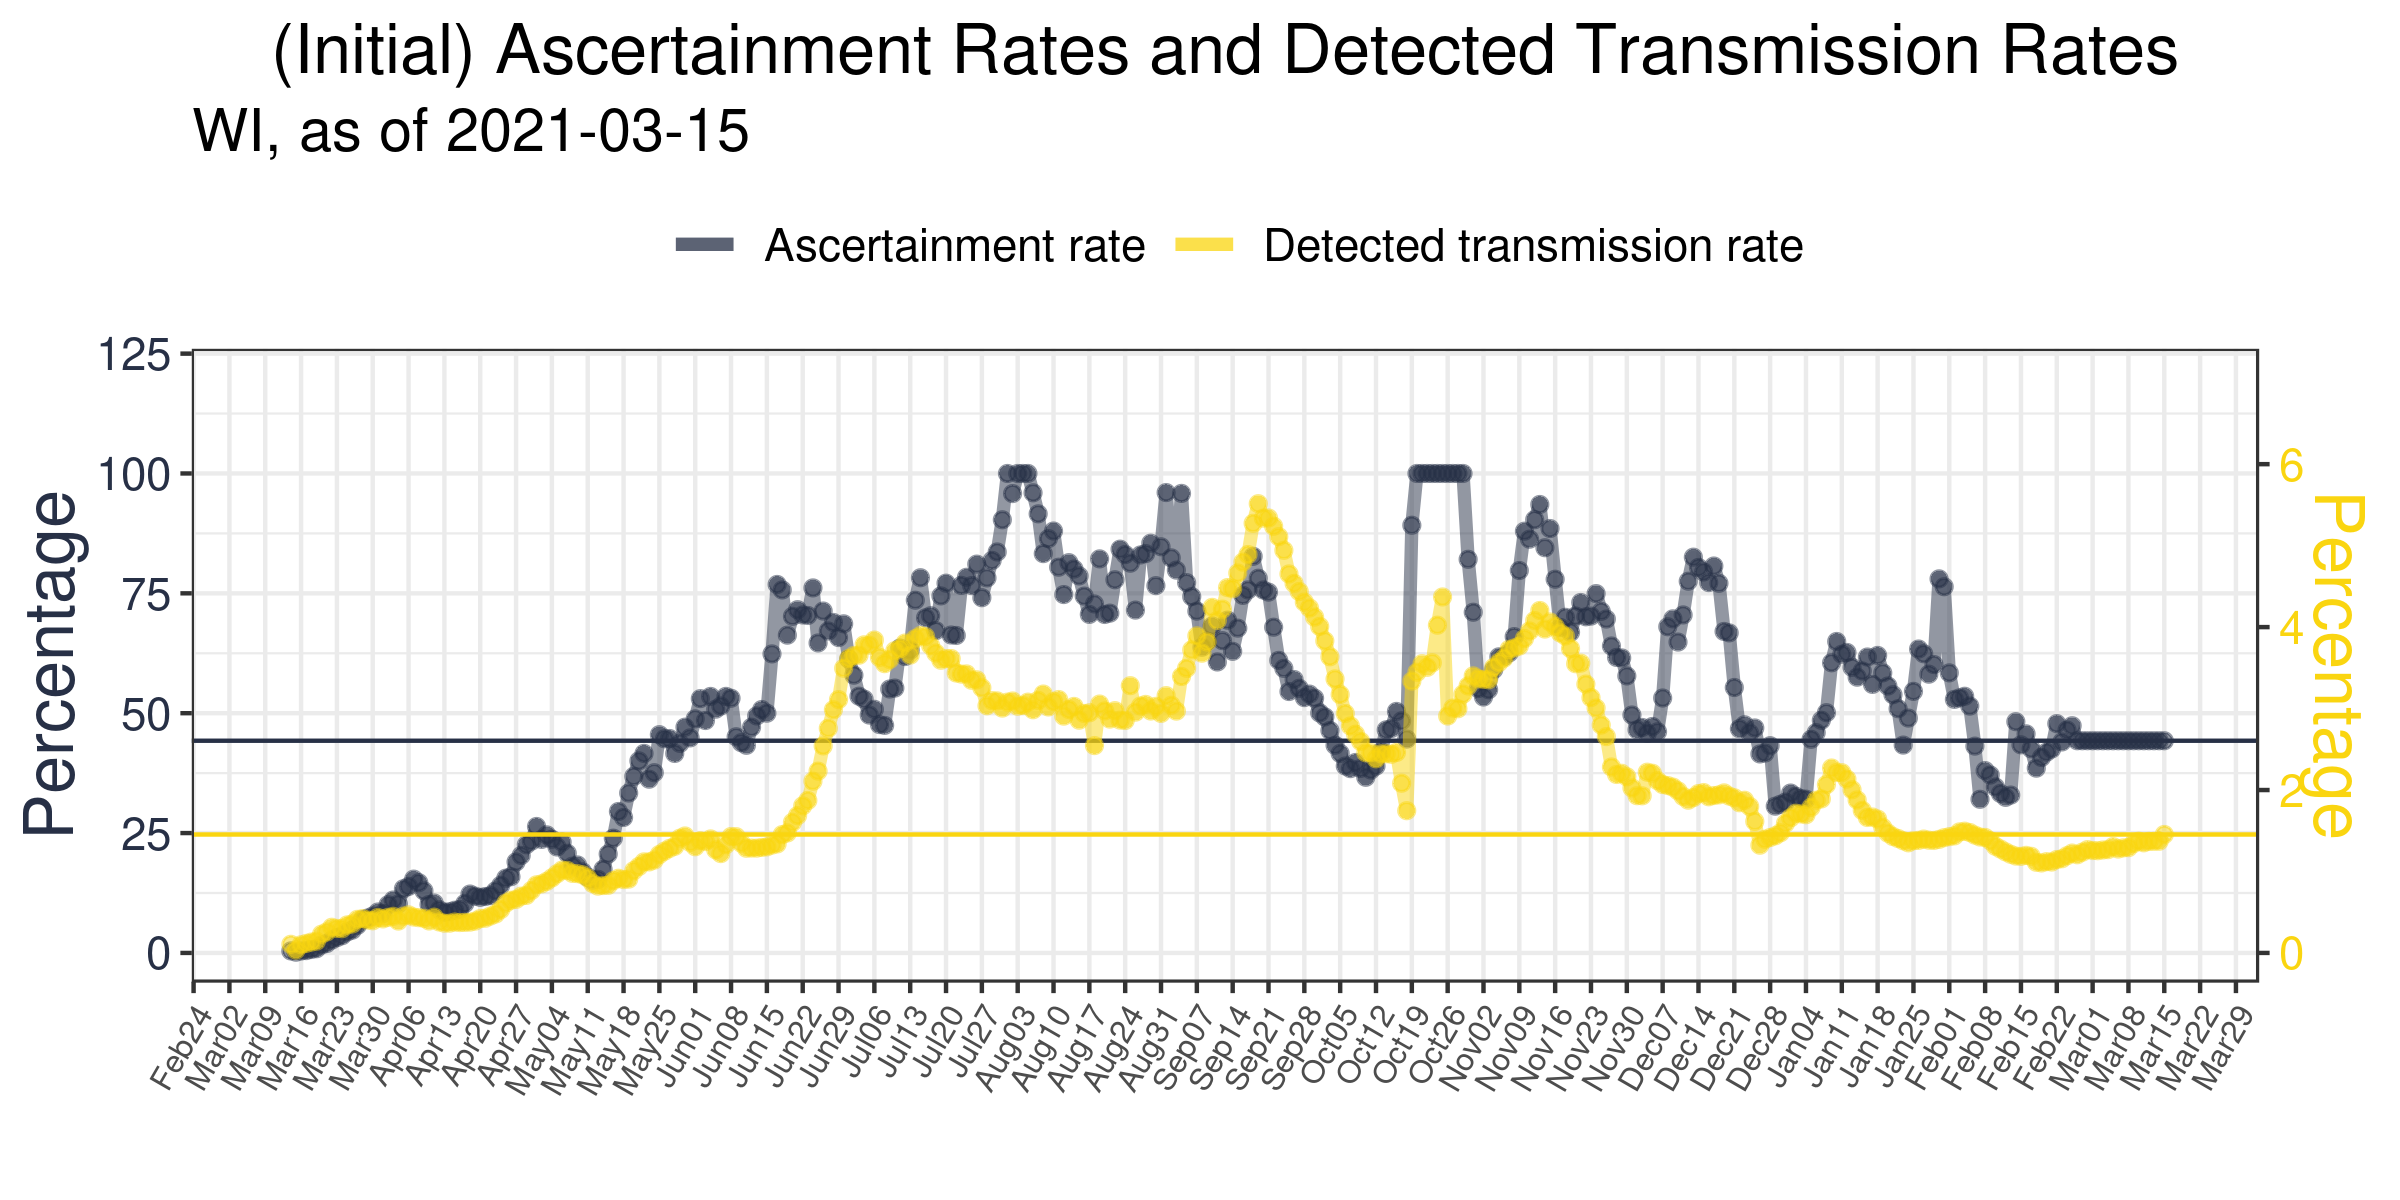 (Initial) Ascertainment Rates and Detected Transmission Rates
WI, as of 2021-03-15
Ascertainment rate
Detected transmission rate
Percentage
125
100
75
50
25
0
6
4
2
0
Percentage
Feb24
Mar02
Mar09
Mar16
Mar23
Mar30
Apr06
Apr13
Apr20
Apr27
May04
May11
May18
May25
Jun01
Jun08
Jun15
Jun22
Jun29
Jul06
Jul13
Jul20
Jul27
Aug03
Aug10
Aug17
Aug24
Aug31
Sep07
Sep14
Sep21
Sep28
Oct05
Oct12
Oct19
Oct26
Nov02
Nov09
Nov16
Nov23
Nov30
Dec07
Dec14
Dec21
Dec28
Jan04
Jan11
Jan18
Jan25
Feb01
Feb08
Feb15
Feb22
Mar01
Mar08
Mar15
Mar22
Mar29